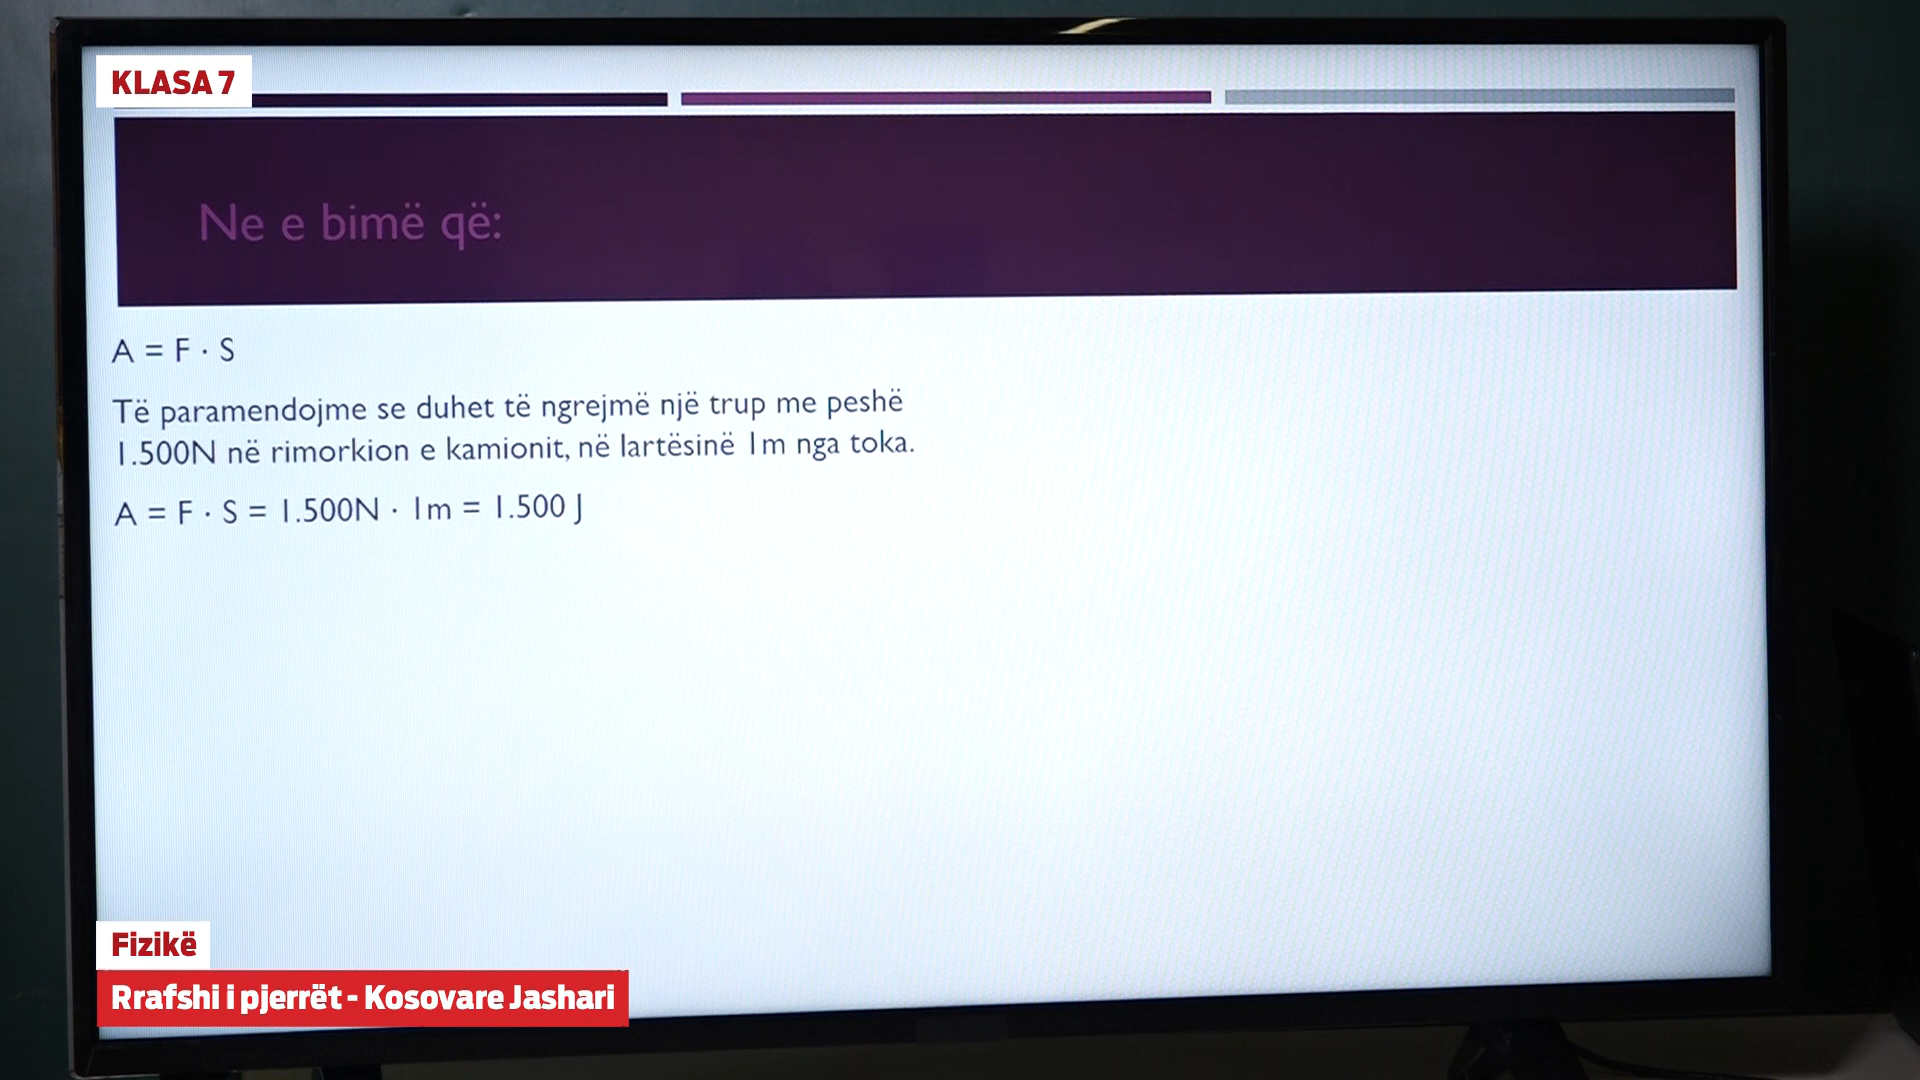 KLASA 7
Ne e bimë që:
A = F · S
Të paramendojme se duhet të ngrejmë një trup me peshë
1.500N në rimorkion e kamionit, në lartësinë 1m nga toka.
A = F · S = 1.500N · 1m = 1.500 J
Fizikë
Rrafshi i pjerrët - Kosovare Jashari